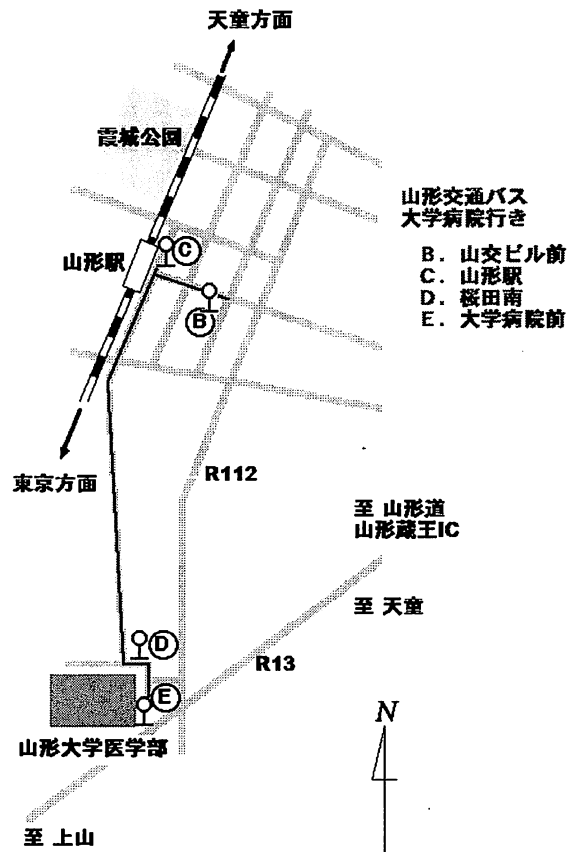 天童方面
霞城公園
山形駅
C
B
山形交通バス
大学病院行き
B. 山交ビル前
C. 山形駅
D. 桜田南
E. 大学病院前
東京方面
R112
至 山形道
山形蔵王IC
至 天童
D
R13
E
山形大学医学部
N
至 上山